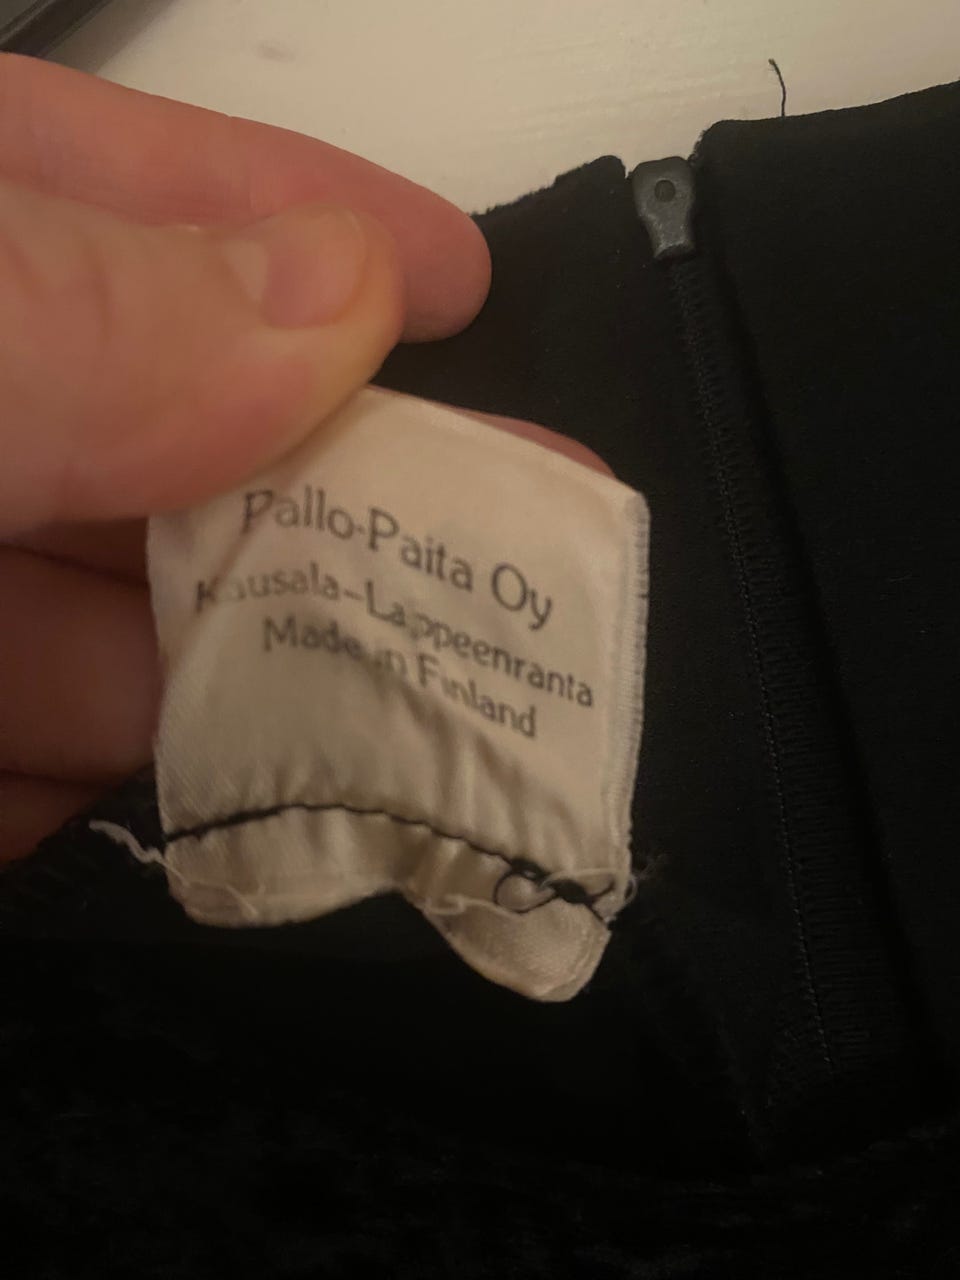 Pallo-Paita Oy
Kausala-Lappeenranta
Made in Finland